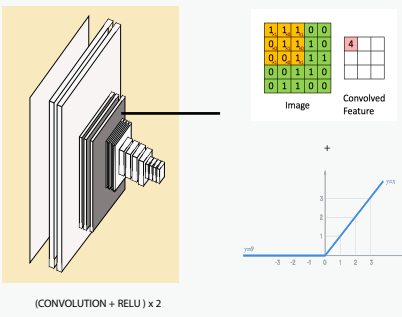 1 1 1 0 0
0 1 1 1 0
0 0 1 1 1
0 0 1 1 0
0 1 1 0 0
4
Image
Convolved
Feature
+
y=x
3
2
1
y=0
-3 -2 -1 0 1 2 3
(CONVOLUTION + RELU ) x 2